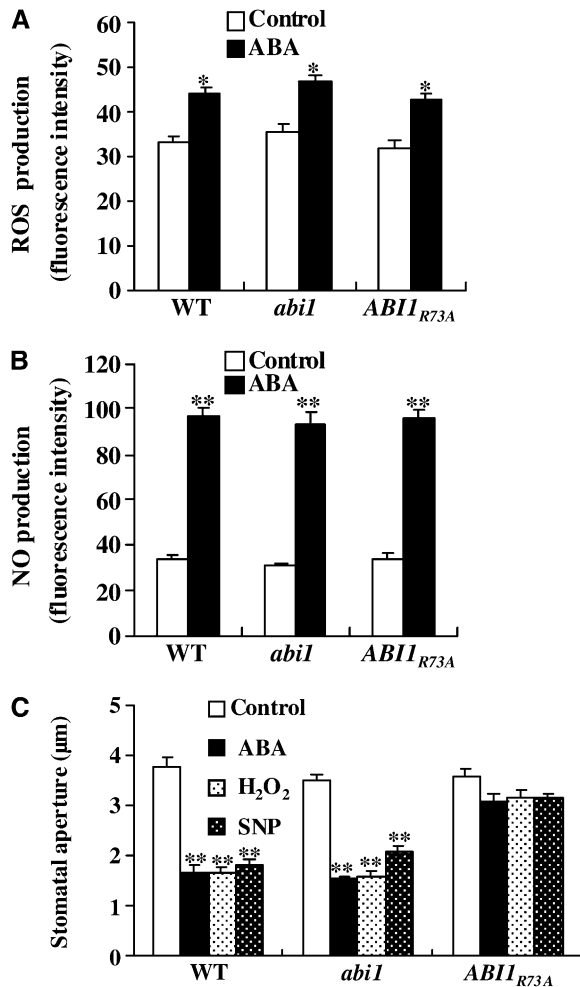 A
Control
ABA
ROS production
(fluorescence intensity)
60
50
40
30
20
10
0
*
*
*
WT
abi1
ABI1R73A
B
Control
ABA
NO production
(fluorescence intensity)
120
100
80
60
40
20
0
**
**
**
WT
abi1
ABI1R73A
C
Control
ABA
H2O2
SNP
Stomatal aperture (µm)
5
4
3
2
1
0
** ** **
** ** **
WT
abi1
ABI1R73A